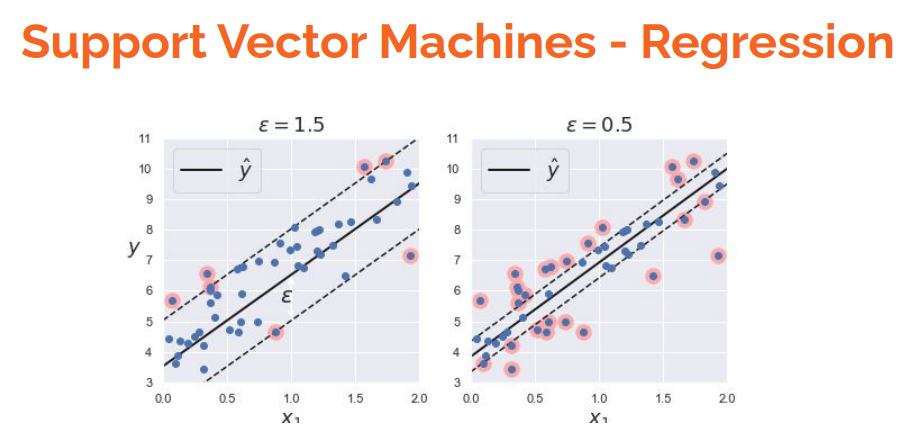 Support Vector Machines - Regression
ε = 1.5
ε = 0.5
11
10
9
8
7
6
5
4
3
y
ŷ
ε
0.0 0.5 1.0 1.5 2.0
x₁
11
10
9
8
7
6
5
4
3
ŷ
0.0 0.5 1.0 1.5 2.0
x₁